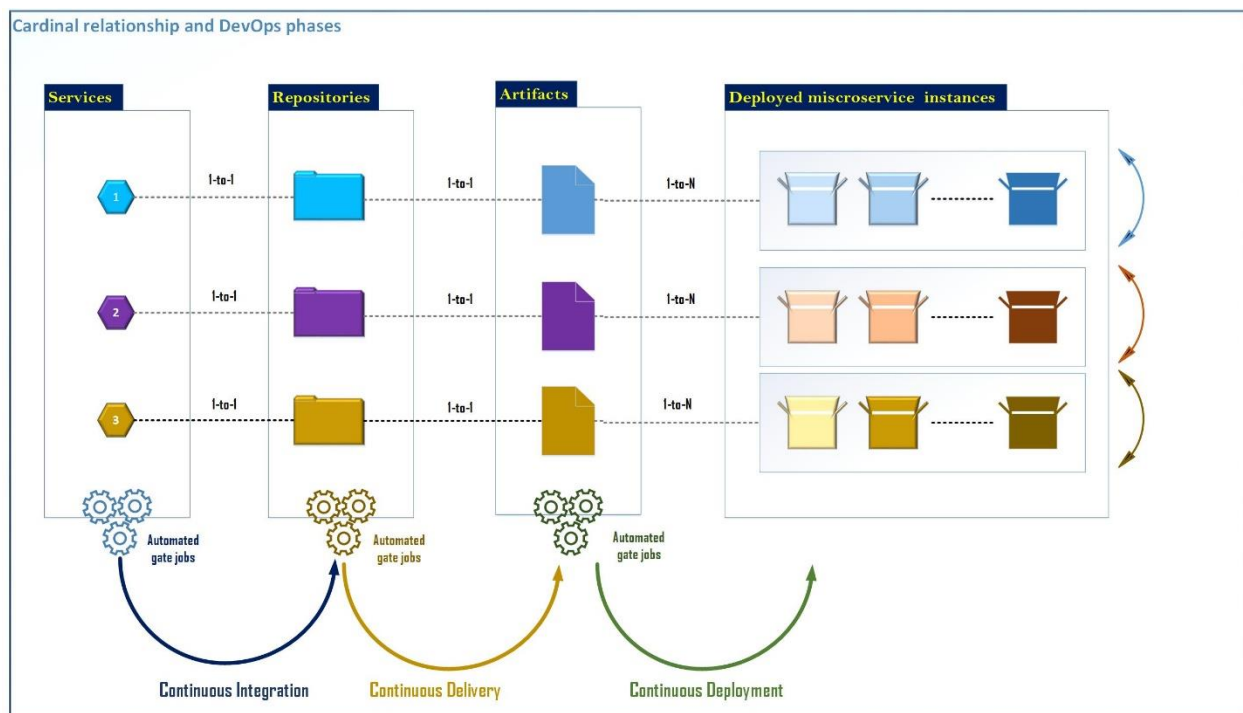 Cardinal relationship and DevOps phases
Services
Repositories
Artifacts
Deployed miscroservice instances
1
1-to-1
1-to-1
1-to-N
2
1-to-1
1-to-1
1-to-N
3
1-to-1
1-to-1
1-to-N
Automated
gate jobs
Automated
gate jobs
Automated
gate jobs
Continuous Integration
Continuous Delivery
Continuous Deployment